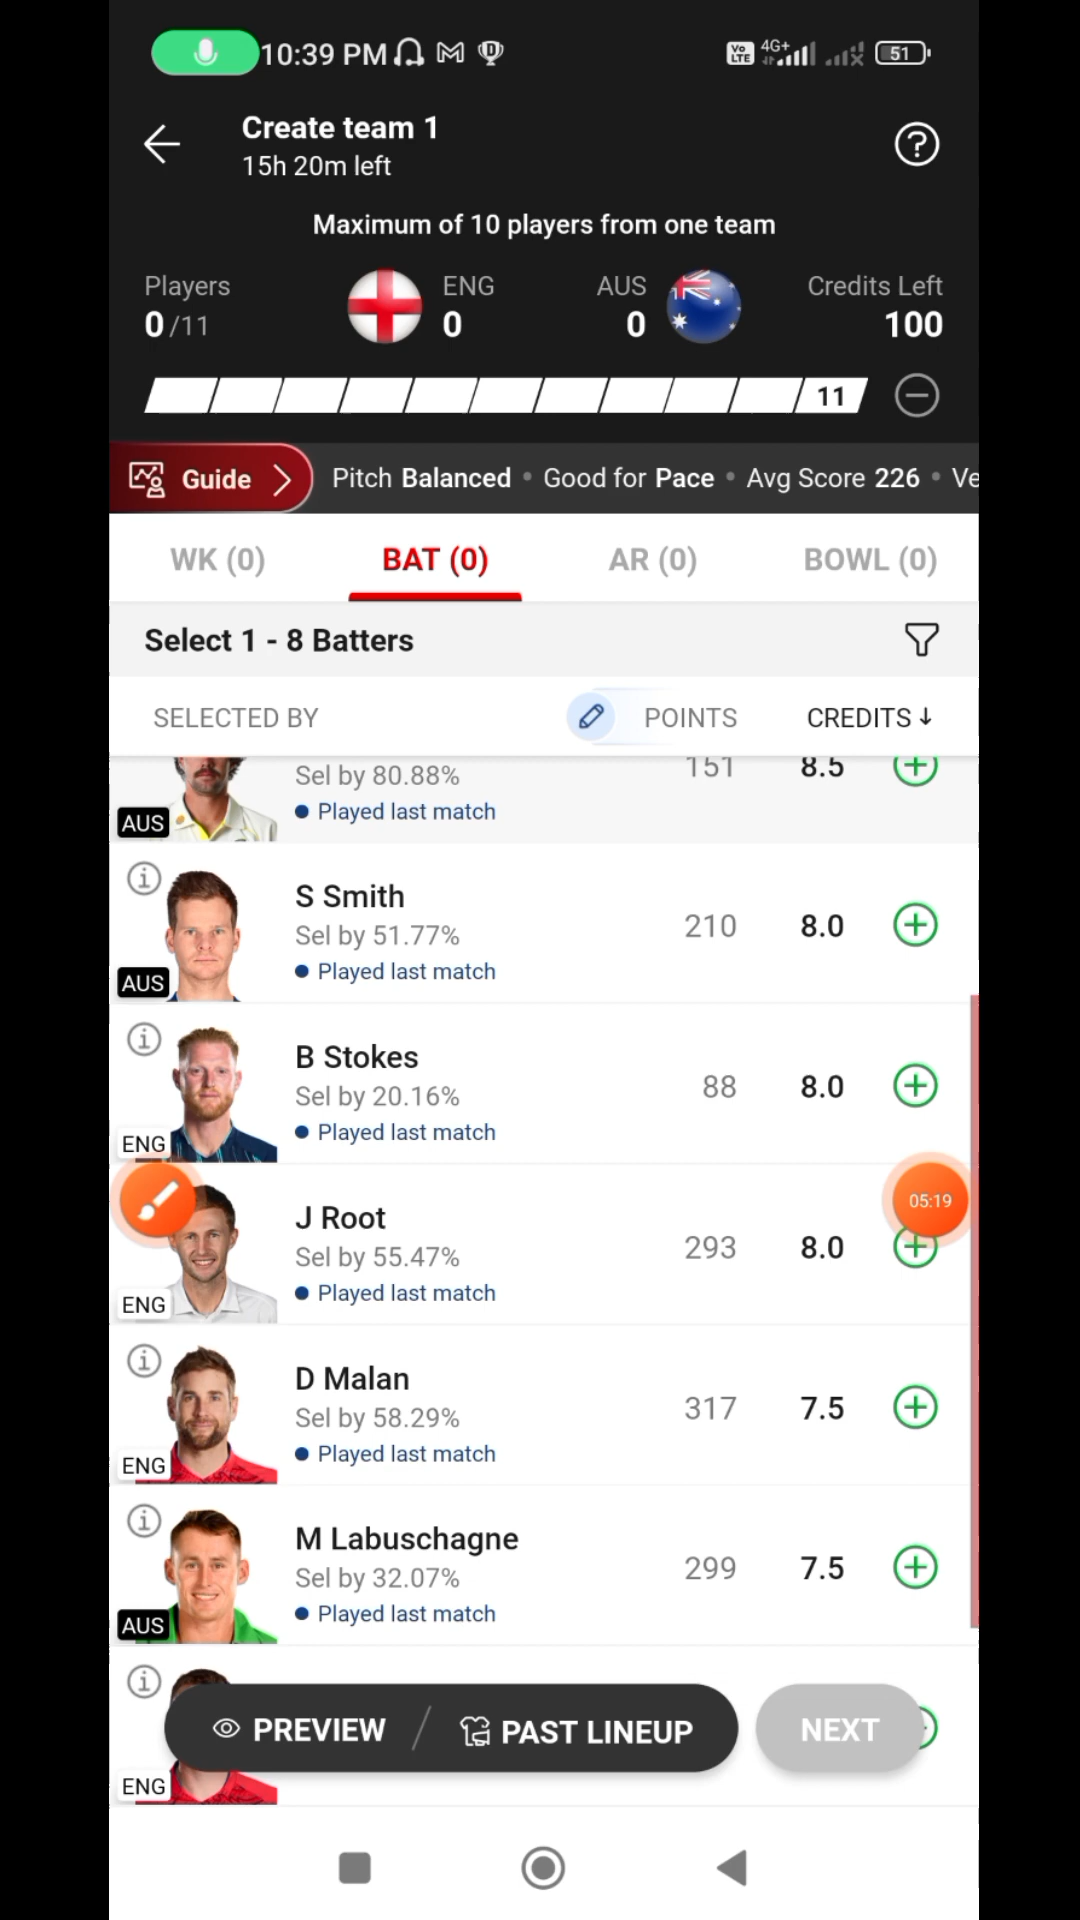 10:39 PM
Vo LTE 4G+ 51
Create team 1
15h 20m left
Maximum of 10 players from one team
Players ENG AUS Credits Left
0/11 0 0 100
11
Guide Pitch Balanced • Good for Pace • Avg Score 226 • Ve
WK (0) BAT (0) AR (0) BOWL (0)
Select 1 - 8 Batters
SELECTED BY POINTS CREDITS↓
Sel by 80.88% 151 8.5
AUS Played last match
S Smith
Sel by 51.77% 210 8.0
AUS Played last match
B Stokes
Sel by 20.16% 88 8.0
ENG Played last match
05:19
J Root
Sel by 55.47% 293 8.0
ENG Played last match
D Malan
Sel by 58.29% 317 7.5
ENG Played last match
M Labuschagne
Sel by 32.07% 299 7.5
AUS Played last match
PREVIEW / PAST LINEUP NEXT
ENG